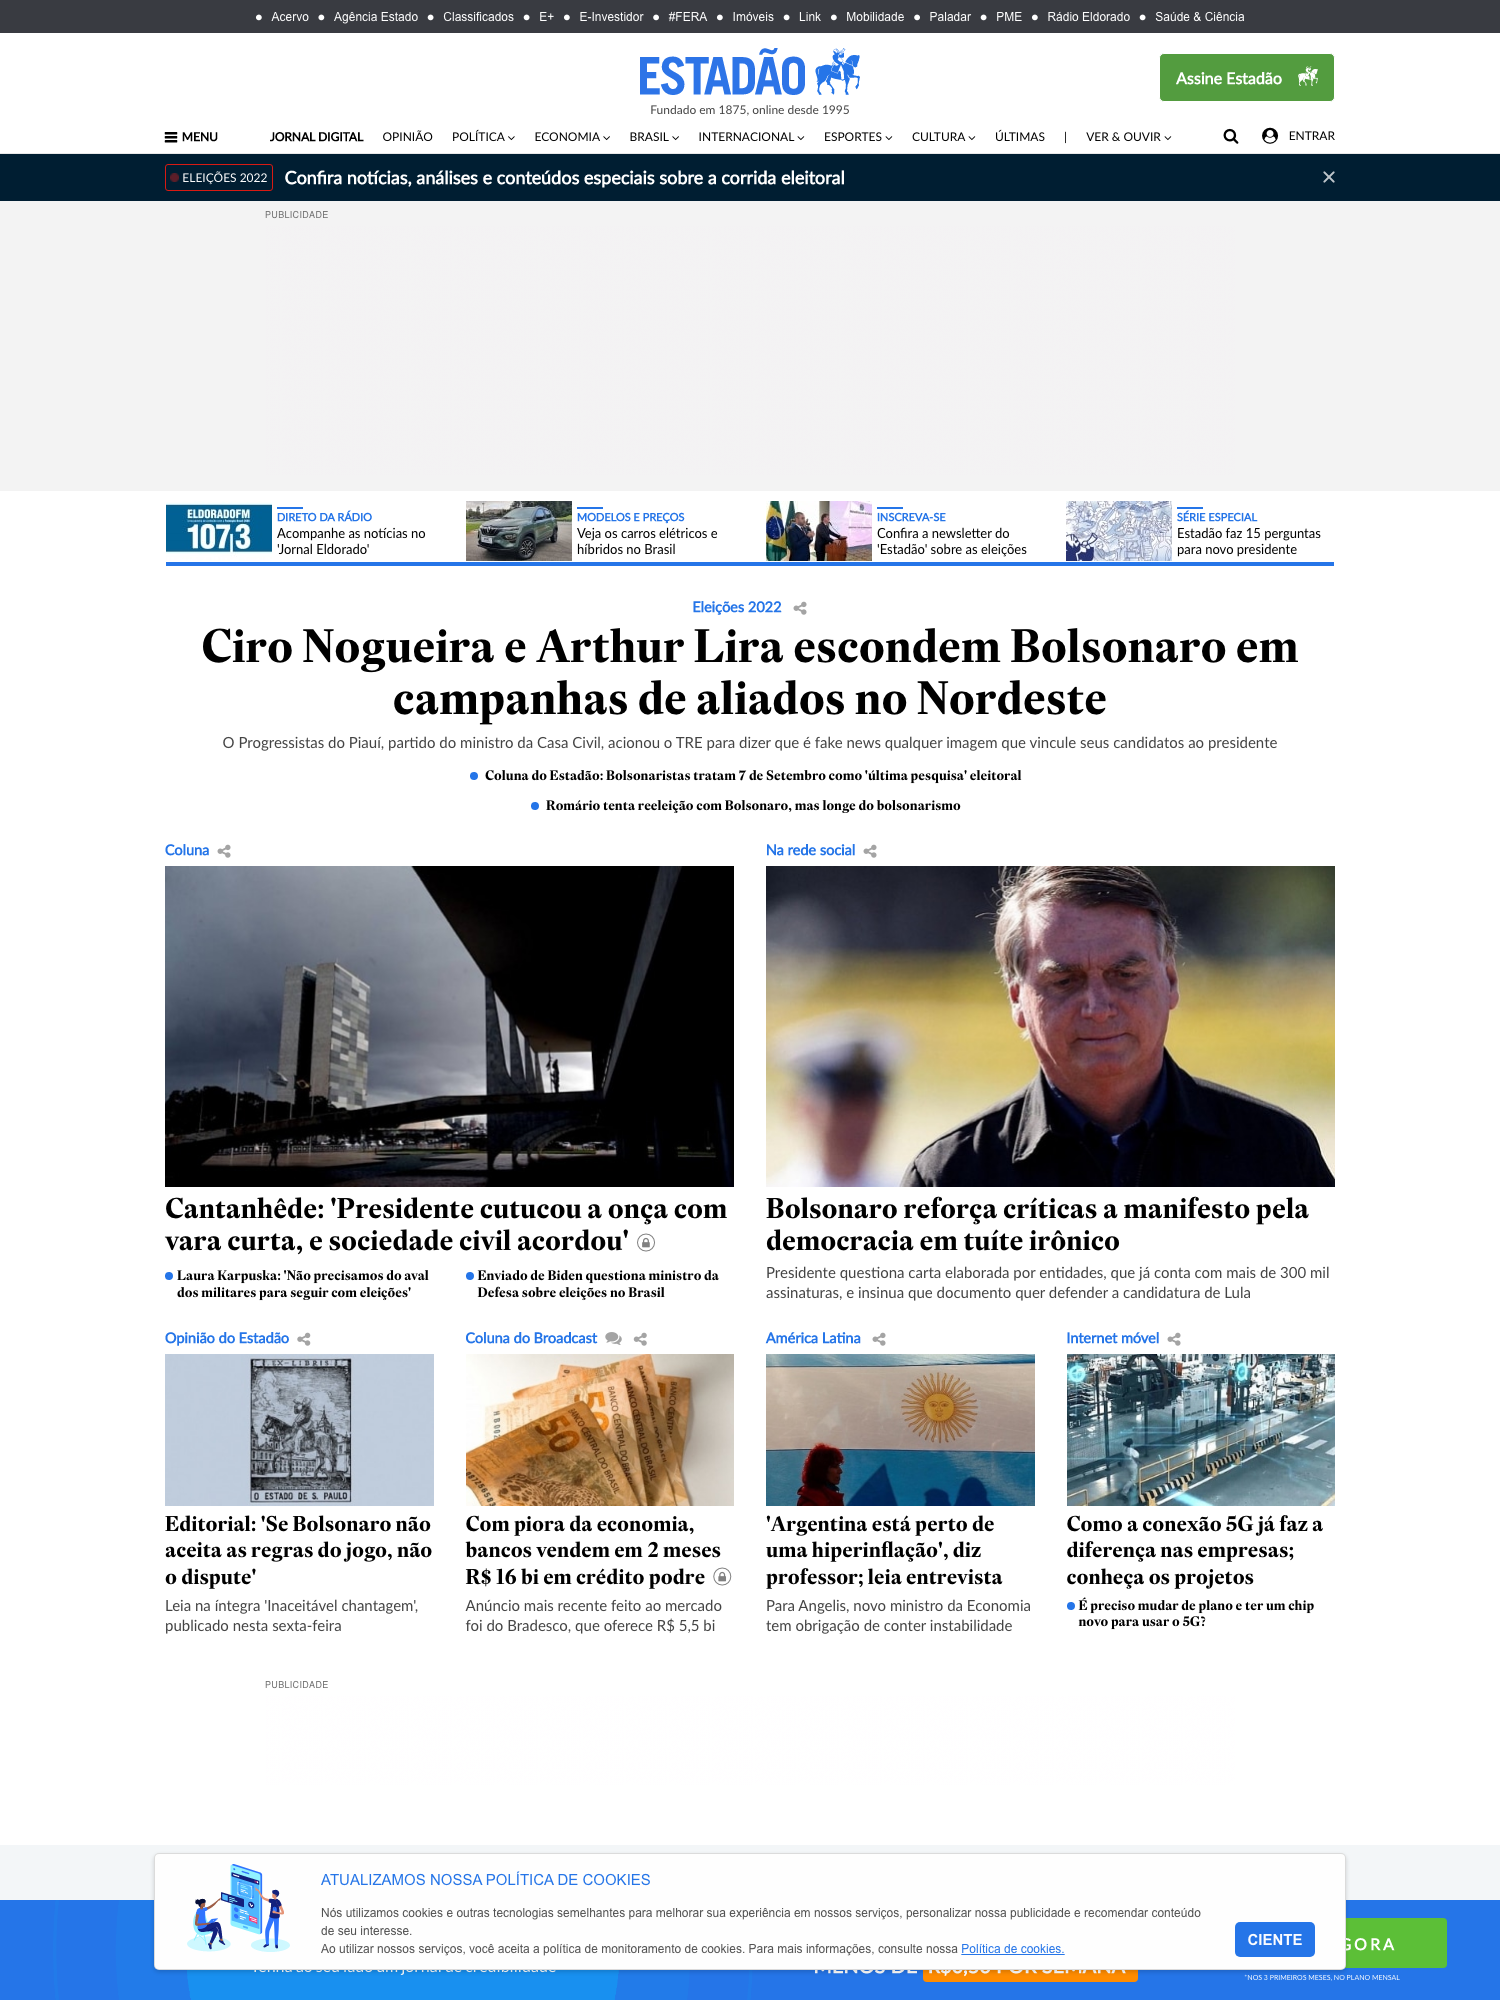 Acervo Agência Estado Classificados E+ E-Investidor #FERA Imóveis Link Mobilidade Paladar PME Rádio Eldorado Saúde & Ciência
ESTADÃO
Fundado em 1875, online desde 1995
Assine Estadão
MENU JORNAL DIGITAL OPINIÃO POLÍTICA ECONOMIA BRASIL INTERNACIONAL ESPORTES CULTURA ÚLTIMAS | VER & OUVIR ENTRAR
ELEIÇÕES 2022 Confira notícias, análises e conteúdos especiais sobre a corrida eleitoral
PUBLICIDADE
ELDORADOFM
107,3
DIRETO DA RÁDIO
Acompanhe as notícias no
'Jornal Eldorado'
MODELOS E PREÇOS
Veja os carros elétricos e
híbridos no Brasil
INSCREVA-SE
Confira a newsletter do
'Estadão' sobre as eleições
SÉRIE ESPECIAL
Estadão faz 15 perguntas
para novo presidente
Eleições 2022
Ciro Nogueira e Arthur Lira escondem Bolsonaro em
campanhas de aliados no Nordeste
O Progressistas do Piauí, partido do ministro da Casa Civil, acionou o TRE para dizer que é fake news qualquer imagem que vincule seus candidatos ao presidente
Coluna do Estadão: Bolsonaristas tratam 7 de Setembro como 'última pesquisa' eleitoral
Romário tenta reeleição com Bolsonaro, mas longe do bolsonarismo
Coluna
Cantanhêde: 'Presidente cutucou a onça com
vara curta, e sociedade civil acordou'
Laura Karpuska: 'Não precisamos do aval
dos militares para seguir com eleições'
Enviado de Biden questiona ministro da
Defesa sobre eleições no Brasil
Na rede social
Bolsonaro reforça críticas a manifesto pela
democracia em tuíte irônico
Presidente questiona carta elaborada por entidades, que já conta com mais de 300 mil
assinaturas, e insinua que documento quer defender a candidatura de Lula
Opinião do Estadão
EX-LIBRIS
O ESTADO DE S. PAULO
Editorial: 'Se Bolsonaro não
aceita as regras do jogo, não
o dispute'
Leia na íntegra 'Inaceitável chantagem',
publicado nesta sexta-feira
Coluna do Broadcast
50
BANCO CENTRAL DO BRASIL
Com piora da economia,
bancos vendem em 2 meses
R$ 16 bi em crédito podre
Anúncio mais recente feito ao mercado
foi do Bradesco, que oferece R$ 5,5 bi
América Latina
'Argentina está perto de
uma hiperinflação', diz
professor; leia entrevista
Para Angelis, novo ministro da Economia
tem obrigação de conter instabilidade
Internet móvel
Como a conexão 5G já faz a
diferença nas empresas;
conheça os projetos
É preciso mudar de plano e ter um chip
novo para usar o 5G?
PUBLICIDADE
ATUALIZAMOS NOSSA POLÍTICA DE COOKIES
Nós utilizamos cookies e outras tecnologias semelhantes para melhorar sua experiência em nossos serviços, personalizar nossa publicidade e recomendar conteúdo
de seu interesse.
Ao utilizar nossos serviços, você aceita a política de monitoramento de cookies. Para mais informações, consulte nossa Política de cookies.
CIENTE
GORA
*NOS 3 PRIMEIROS MESES, NO PLANO MENSAL